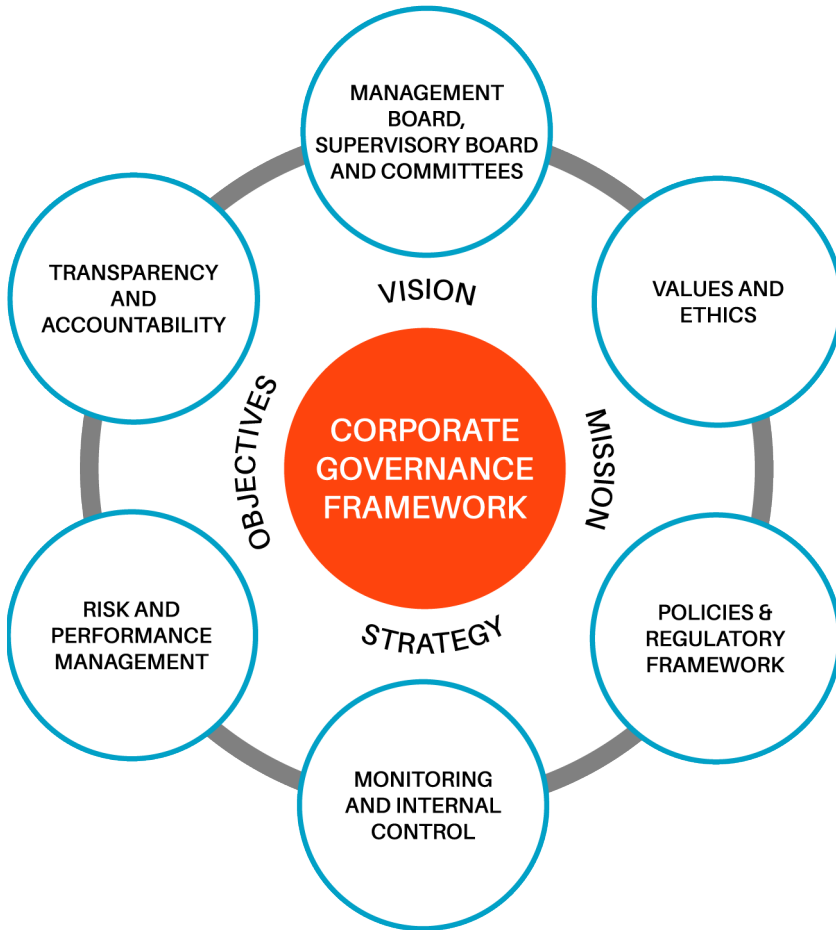 MANAGEMENT
BOARD,
SUPERVISORY BOARD
AND COMMITTEES
TRANSPARENCY
AND
ACCOUNTABILITY
VALUES AND
ETHICS
VISION
OBJECTIVES
CORPORATE
GOVERNANCE
FRAMEWORK
MISSION
STRATEGY
RISK AND
PERFORMANCE
MANAGEMENT
POLICIES &
REGULATORY
FRAMEWORK
MONITORING
AND INTERNAL
CONTROL